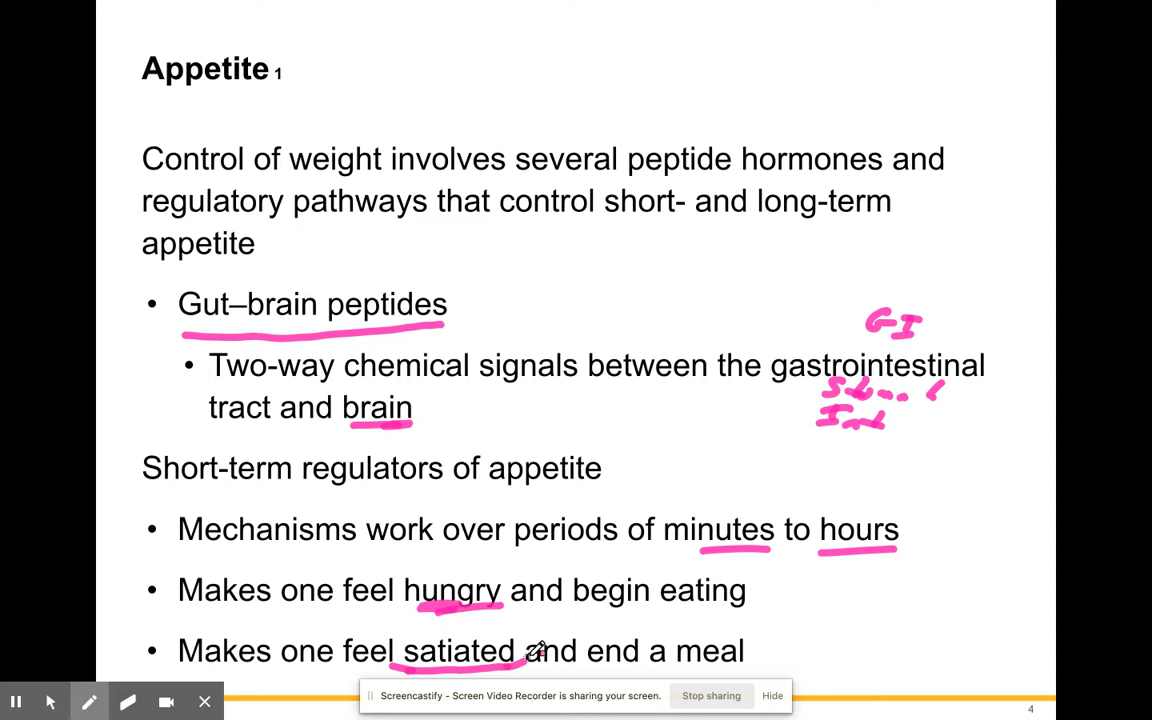 Appetite 1
Control of weight involves several peptide hormones and
regulatory pathways that control short- and long-term
appetite
• Gut–brain peptides
GI
• Two-way chemical signals between the gastrointestinal
tract and brain
Short-term regulators of appetite
• Mechanisms work over periods of minutes to hours
• Makes one feel hungry and begin eating
• Makes one feel satiated and end a meal
Screencastify - Screen Video Recorder is sharing your screen. Stop sharing Hide
4